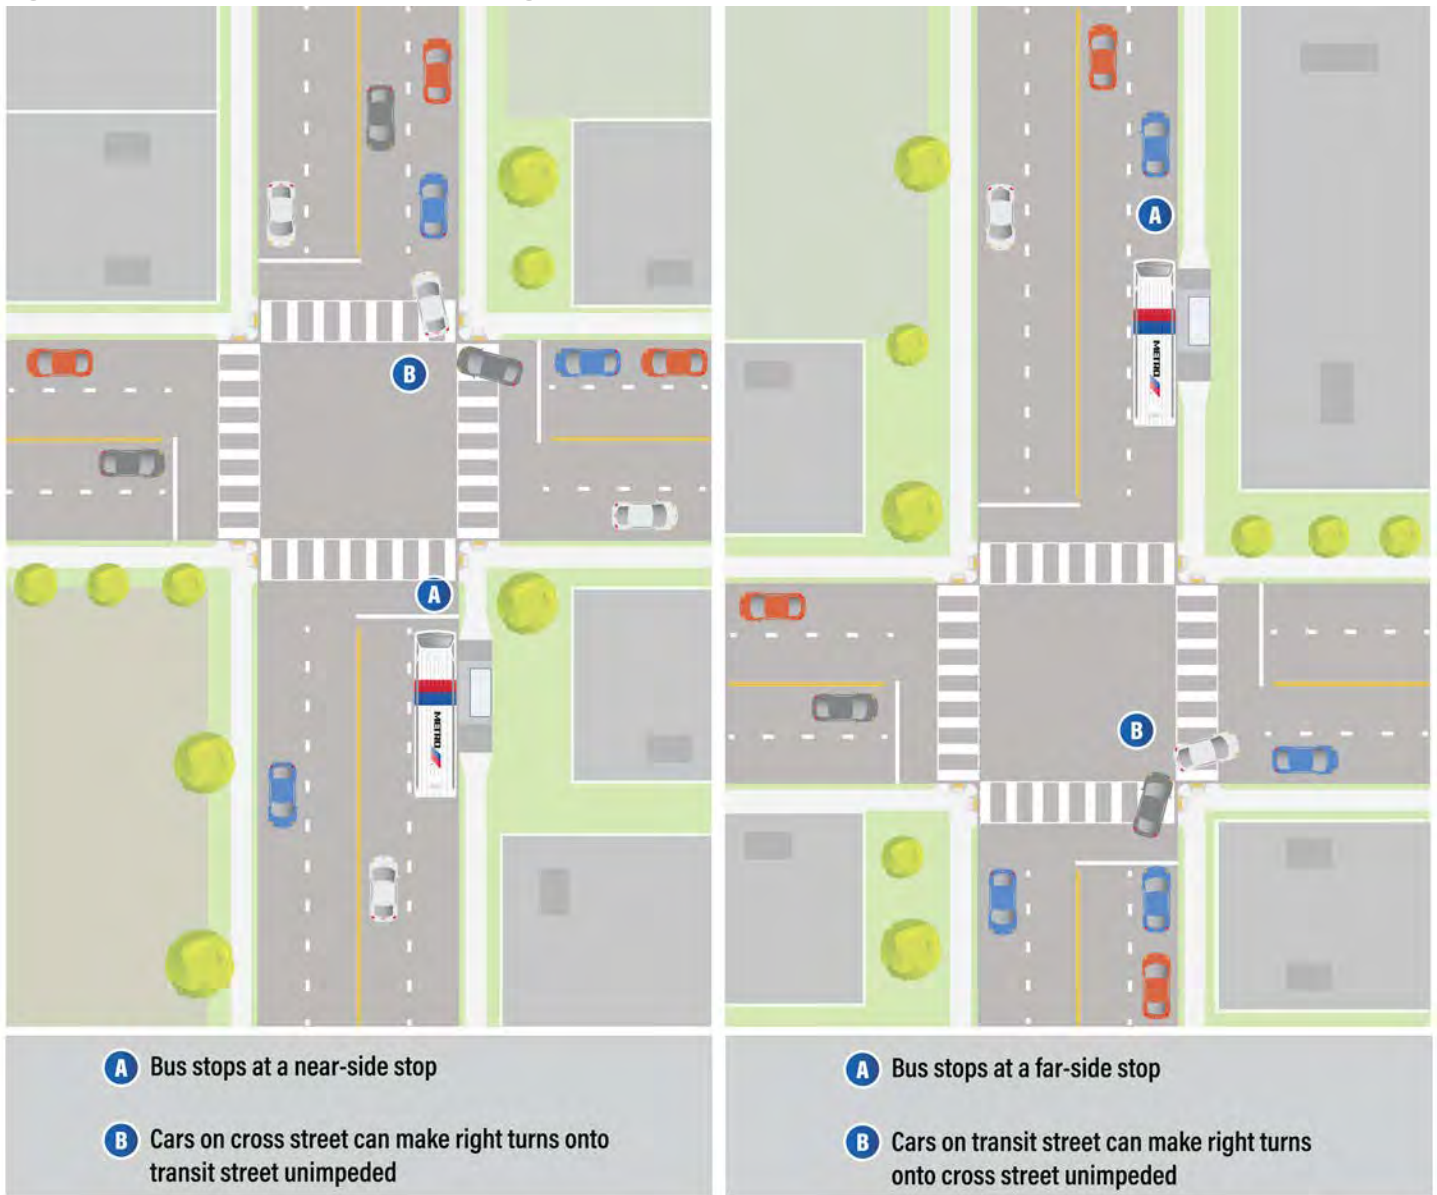 B
A
METRO
A
Bus stops at a near-side stop
B
Cars on cross street can make right turns onto
transit street unimpeded
A
METRO
B
A
Bus stops at a far-side stop
B
Cars on transit street can make right turns
onto cross street unimpeded